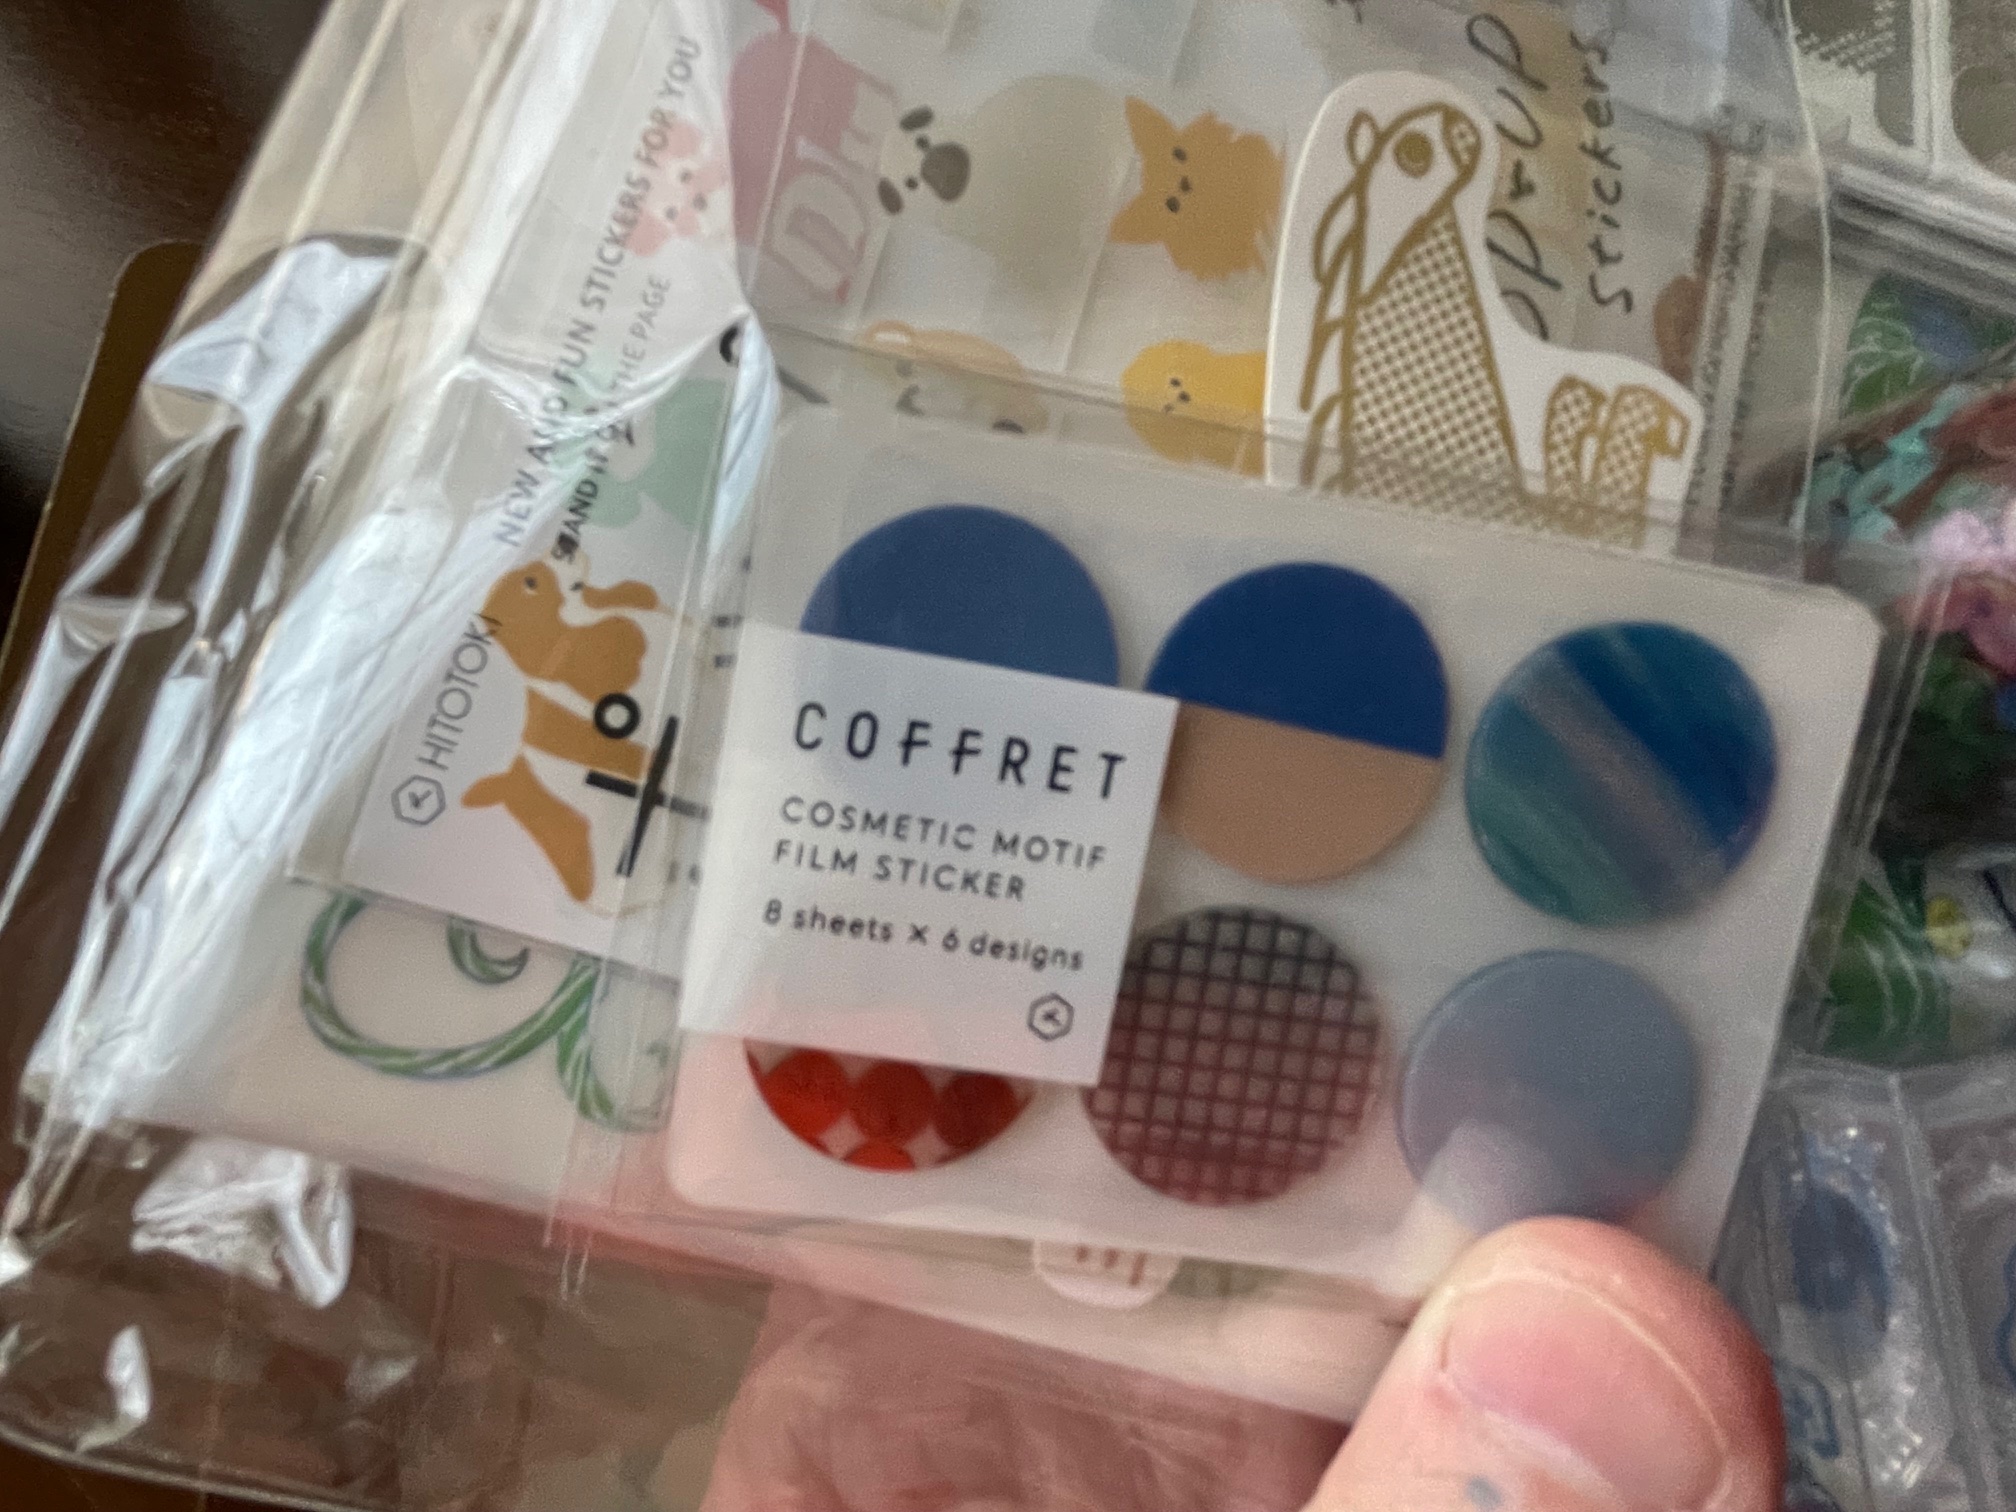 NEW AND FUN STICKERS FOR YOU
THE PAGE
HITOTOKI
Stickers
COFFRET
COSMETIC MOTIF
FILM STICKER
8 sheets × 6 designs